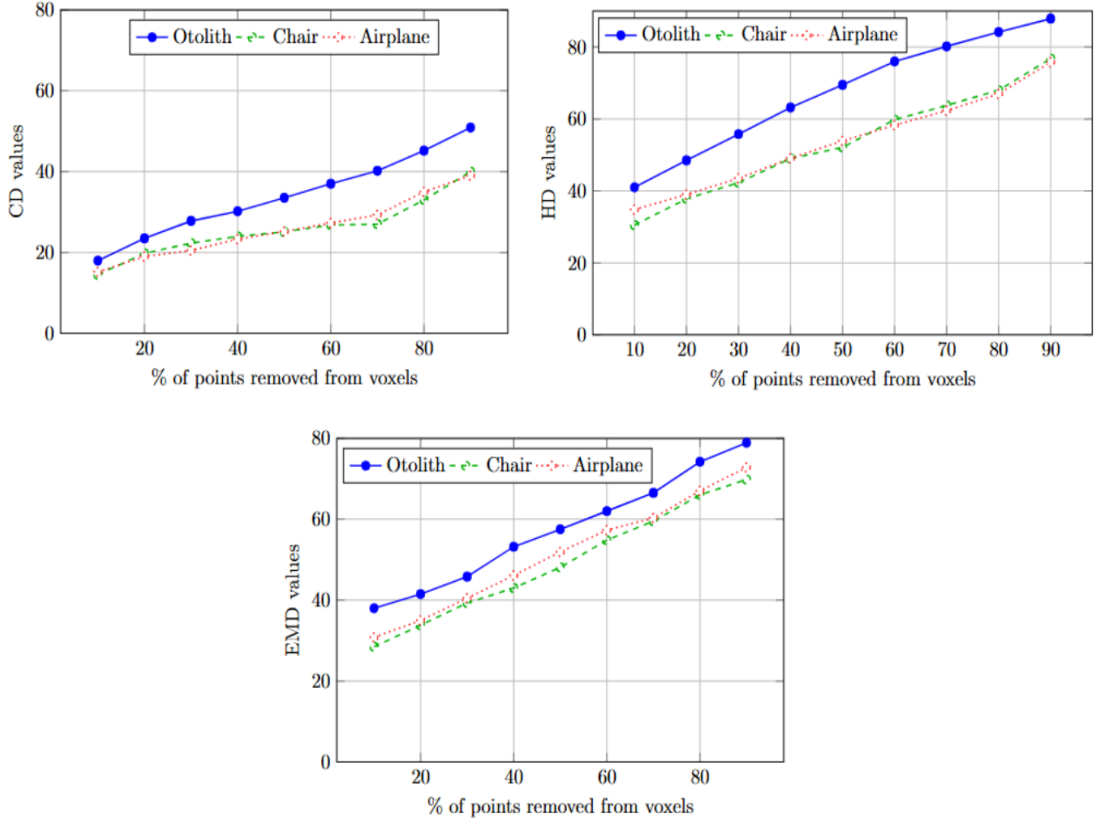 80
60
40
20
0
CD values
Otolith Chair Airplane
20 40 60 80
% of points removed from voxels
80
60
40
20
0
HD values
Otolith Chair Airplane
10 20 30 40 50 60 70 80 90
% of points removed from voxels
80
60
40
20
0
EMD values
Otolith Chair Airplane
20 40 60 80
% of points removed from voxels